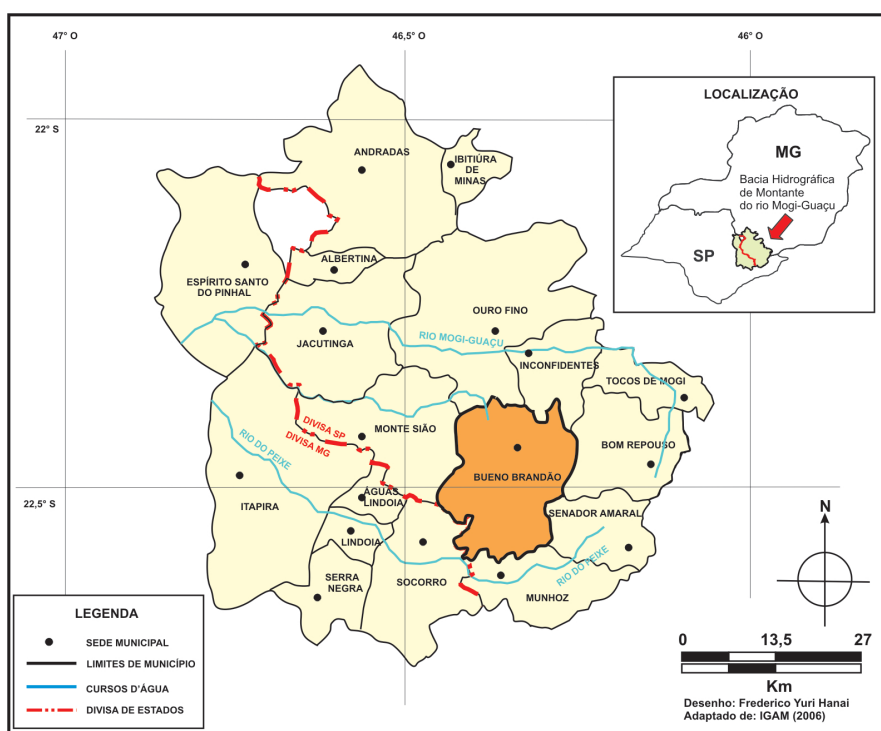 47° O
46,5° O
46° O
22° S
22,5° S
LOCALIZAÇÃO
MG
Bacia Hidrográfica
de Montante
do rio Mogi-Guaçu
SP
ANDRADAS
IBITIÚRA
DE
MINAS
ALBERTINA
ESPÍRITO SANTO
DO PINHAL
OURO FINO
JACUTINGA
RIO MOGI-GUAÇU
INCONFIDENTES
TOCOS DE MOGI
MONTE SIÃO
DIVISA SP
DIVISA MG
RIO DO PEIXE
BOM REPOUSO
BUENO BRANDÃO
ITAPIRA
ÁGUAS
LINDOIA
SENADOR AMARAL
LINDOIA
RIO DO PEIXE
SERRA
NEGRA
SOCORRO
MUNHOZ
N
LEGENDA
SEDE MUNICIPAL
LIMITES DE MUNICÍPIO
CURSOS D'ÁGUA
DIVISA DE ESTADOS
0 13,5 27
Km
Desenho: Frederico Yuri Hanai
Adaptado de: IGAM (2006)